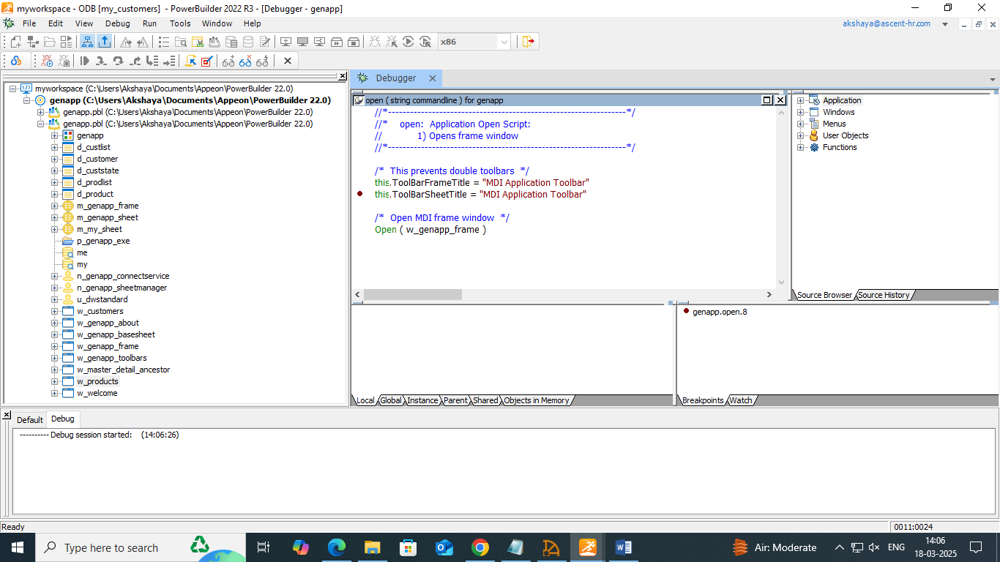 myworkspace - ODB [my_customers]  - PowerBuilder 2022 R3 - [Debugger - genapp]
File Edit View Debug Run Tools Window Help
akshaya@ascent-hr.com
x86
myworkspace (C:\Users\Akshaya\Documents\Appeon\PowerBuilder 22.0)
genapp (C:\Users\Akshaya\Documents\Appeon\PowerBuilder 22.0)
genapp.pbl (C:\Users\Akshaya\Documents\Appeon\PowerBuilder 22.0)
genapp.pbl (C:\Users\Akshaya\Documents\Appeon\PowerBuilder 22.0)
genapp
d_custlist
d_customer
d_custstate
d_prodlist
d_product
m_genapp_frame
m_genapp_sheet
m_my_sheet
p_genapp_exe
me
my
n_genapp_connectservice
n_genapp_sheetmanager
u_dwstandard
w_customers
w_genapp_about
w_genapp_basesheet
w_genapp_frame
w_genapp_toolbars
w_master_detail_ancestor
w_products
w_welcome
Debugger
open ( string commandline ) for genapp
//*-----------------------------------------------------------------*/
//*    open:  Application Open Script:
//            1) Opens frame window
//*-----------------------------------------------------------------*/
/*  This prevents double toolbars  */
this.ToolBarFrameTitle = "MDI Application Toolbar"
this.ToolBarSheetTitle = "MDI Application Toolbar"
/*  Open MDI frame window  */
Open ( w_genapp_frame )
Application
Windows
Menus
User Objects
Functions
Source Browser Source History
Local Global Instance Parent Shared Objects in Memory
genapp.open.8
Breakpoints Watch
Default Debug
---------- Debug session started:    (14:06:26)
Ready
0011:0024
Type here to search
Air: Moderate
ENG
14:06
18-03-2025